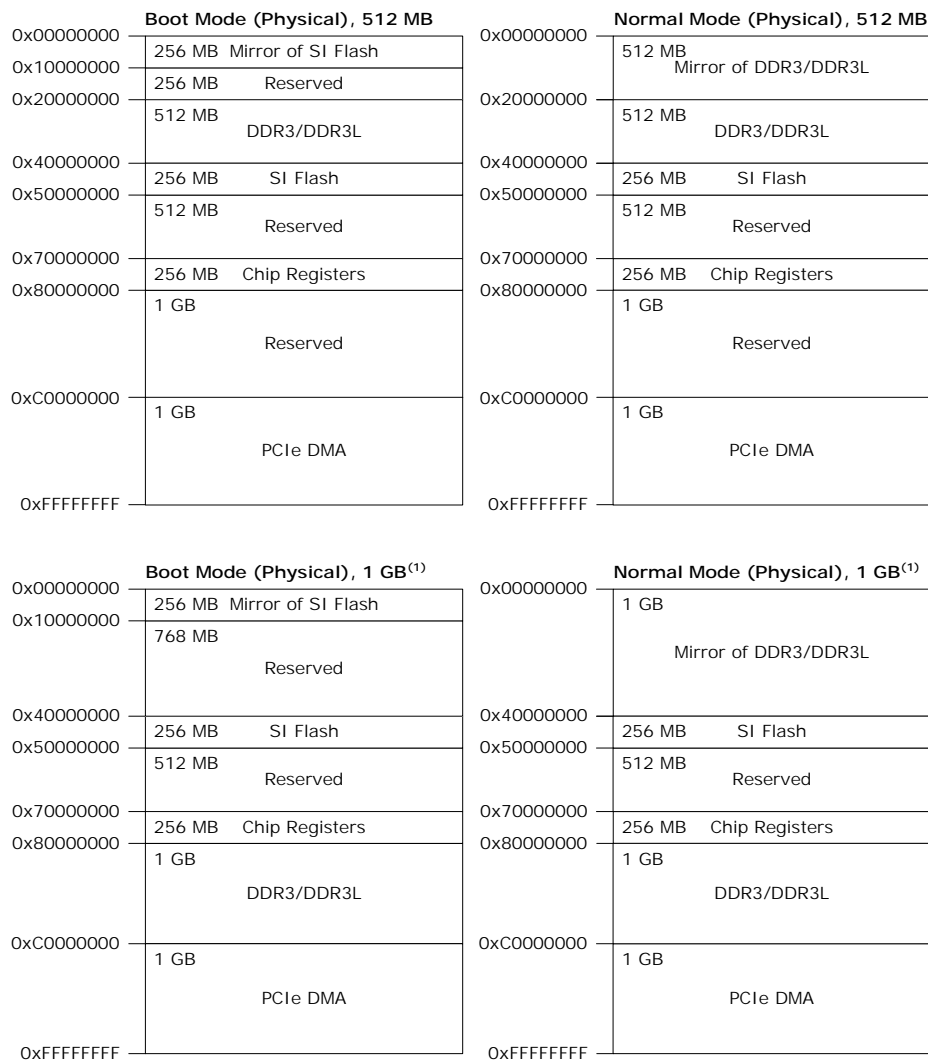 Boot Mode (Physical), 512 MB
0x00000000
256 MB Mirror of SI Flash
0x10000000
256 MB Reserved
0x20000000
512 MB
DDR3/DDR3L
0x40000000
256 MB SI Flash
0x50000000
512 MB
Reserved
0x70000000
256 MB Chip Registers
0x80000000
1 GB
Reserved
0xC0000000
1 GB
PCIe DMA
0xFFFFFFFF
Normal Mode (Physical), 512 MB
0x00000000
512 MB
Mirror of DDR3/DDR3L
0x20000000
512 MB
DDR3/DDR3L
0x40000000
256 MB SI Flash
0x50000000
512 MB
Reserved
0x70000000
256 MB Chip Registers
0x80000000
1 GB
Reserved
0xC0000000
1 GB
PCIe DMA
0xFFFFFFFF
Boot Mode (Physical), 1 GB(1)
0x00000000
256 MB Mirror of SI Flash
0x10000000
768 MB
Reserved
0x40000000
256 MB SI Flash
0x50000000
512 MB
Reserved
0x70000000
256 MB Chip Registers
0x80000000
1 GB
DDR3/DDR3L
0xC0000000
1 GB
PCIe DMA
0xFFFFFFFF
Normal Mode (Physical), 1 GB(1)
0x00000000
1 GB
Mirror of DDR3/DDR3L
0x40000000
256 MB SI Flash
0x50000000
512 MB
Reserved
0x70000000
256 MB Chip Registers
0x80000000
1 GB
DDR3/DDR3L
0xC0000000
1 GB
PCIe DMA
0xFFFFFFFF